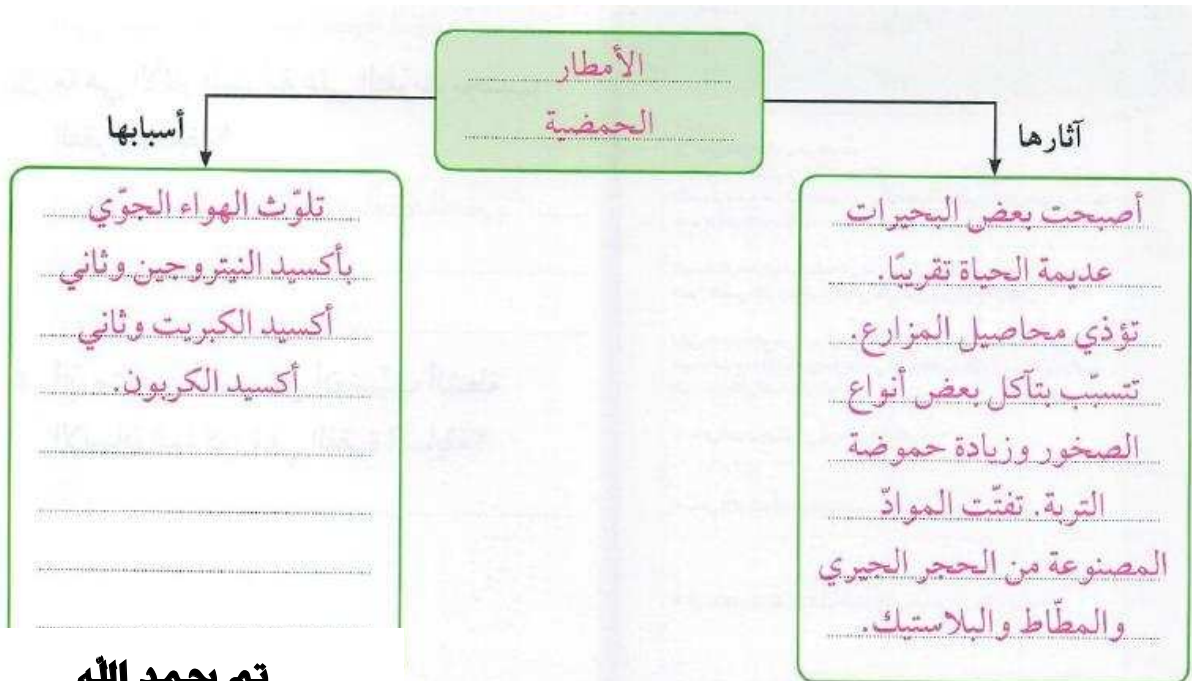 الأمطار
الحمضية
آثارها
أصبحت بعض البحيرات
عديمة الحياة تقريبًا.
تؤذي محاصيل المزارع.
تتسبّب بتآكل بعض أنواع
الصخور وزيادة حموضة
التربة. تفتّت الموادّ
المصنوعة من الحجر الجيري
والمطّاط والبلاستيك.
أسبابها
تلوّث الهواء الجوّي
بأكسيد النيتروجين وثاني
أكسيد الكبريت وثاني
أكسيد الكربون.
تم بحمد الله